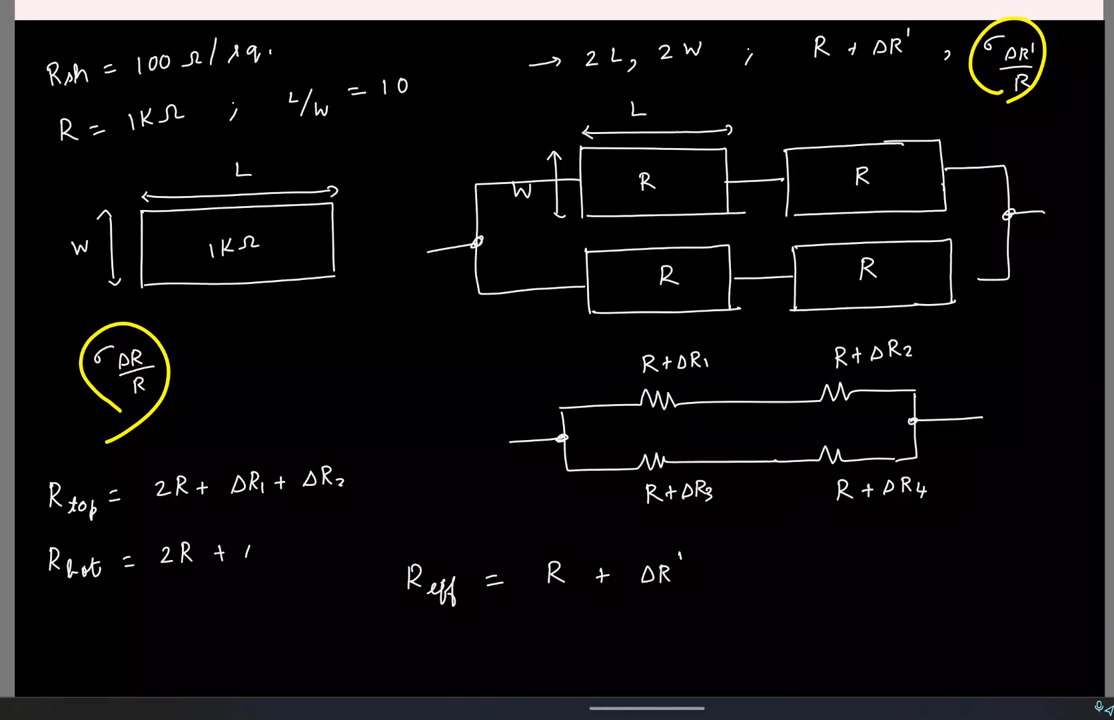 Rsh = 100 Ω/sq.
R = 1KΩ ; L/W = 10
L
W
1KΩ
σ ΔR/R
→ 2L, 2W ; R + ΔR' , σ ΔR'/R
L
W
R
R
R
R
R+ΔR1
R+ΔR2
R+ΔR3
R+ΔR4
Rtop = 2R + ΔR1 + ΔR2
Rbot = 2R +
Reff = R + ΔR'